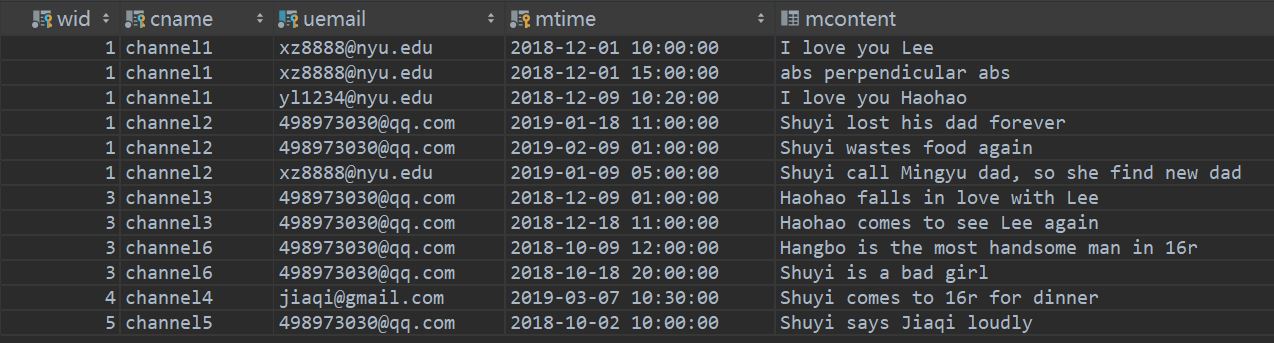 wid cname uemail mtime mcontent
1 channel1 xz8888@nyu.edu 2018-12-01 10:00:00 I love you Lee
1 channel1 xz8888@nyu.edu 2018-12-01 15:00:00 abs perpendicular abs
1 channel1 yl1234@nyu.edu 2018-12-09 10:20:00 I love you Haohao
1 channel2 498973030@qq.com 2019-01-18 11:00:00 Shuyi lost his dad forever
1 channel2 498973030@qq.com 2019-02-09 01:00:00 Shuyi wastes food again
1 channel2 xz8888@nyu.edu 2019-01-09 05:00:00 Shuyi call Mingyu dad, so she find new dad
3 channel3 498973030@qq.com 2018-12-09 01:00:00 Haohao falls in love with Lee
3 channel3 498973030@qq.com 2018-12-18 11:00:00 Haohao comes to see Lee again
3 channel6 498973030@qq.com 2018-10-09 12:00:00 Hangbo is the most handsome man in 16r
3 channel6 498973030@qq.com 2018-10-18 20:00:00 Shuyi is a bad girl
4 channel4 jiaqi@gmail.com 2019-03-07 10:30:00 Shuyi comes to 16r for dinner
5 channel5 498973030@qq.com 2018-10-02 10:00:00 Shuyi says Jiaqi loudly